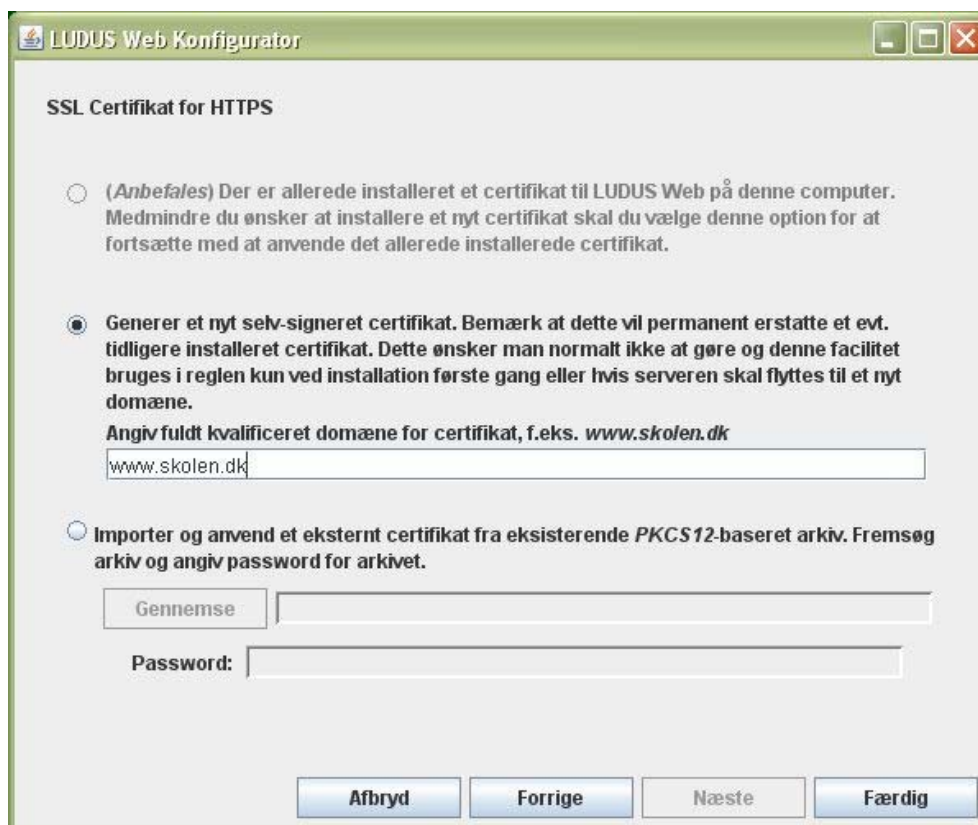 LUDUS Web Konfigurator
SSL Certifikat for HTTPS
(Anbefales) Der er allerede installeret et certifikat til LUDUS Web på denne computer.
Medmindre du ønsker at installere et nyt certifikat skal du vælge denne option for at
fortsætte med at anvende det allerede installerede certifikat.
Generer et nyt selv-signeret certifikat. Bemærk at dette vil permanent erstatte et evt.
tidligere installeret certifikat. Dette ønsker man normalt ikke at gøre og denne facilitet
bruges i reglen kun ved installation første gang eller hvis serveren skal flyttes til et nyt
domæne.
Angiv fuldt kvalificeret domæne for certifikat, f.eks. www.skolen.dk
www.skolen.dk
Importer og anvend et eksternt certifikat fra eksisterende PKCS12-baseret arkiv. Fremsøg
arkiv og angiv password for arkivet.
Gennemse
Password:
Afbryd Forrige Næste Færdig